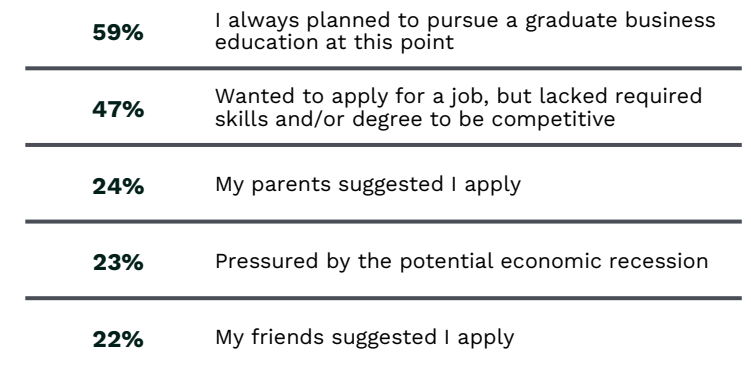 59%
I always planned to pursue a graduate business
education at this point
47%
Wanted to apply for a job, but lacked required
skills and/or degree to be competitive
24%
My parents suggested I apply
23%
Pressured by the potential economic recession
22%
My friends suggested I apply